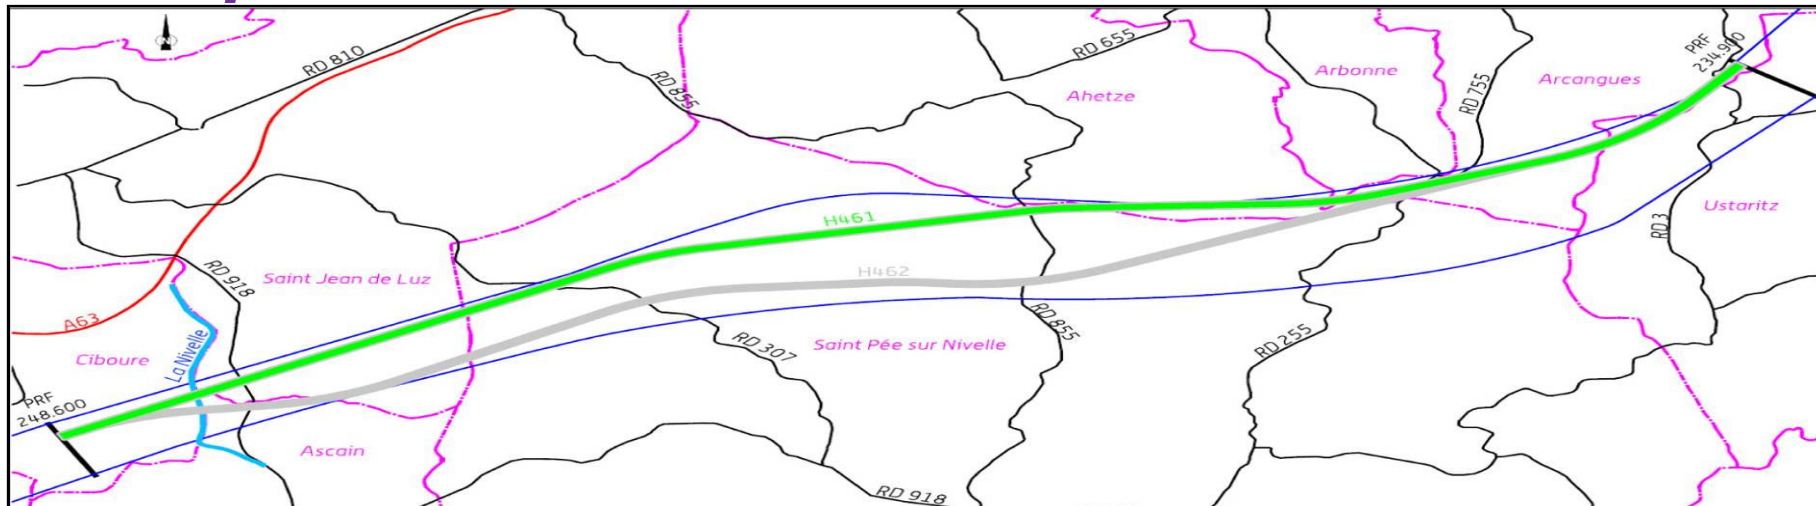 N
RD 810
RD 855
RD 655
Arbonne
Ahetze
RD 755
Arcangues
PRF
234.900
Ustaritz
RD3
H461
H462
RD 918
Saint Jean de Luz
A63
La Nivelle
Ciboure
PRF
248.600
RD 307
Saint Pée sur Nivelle
RD 855
RD 255
Ascain
RD 918